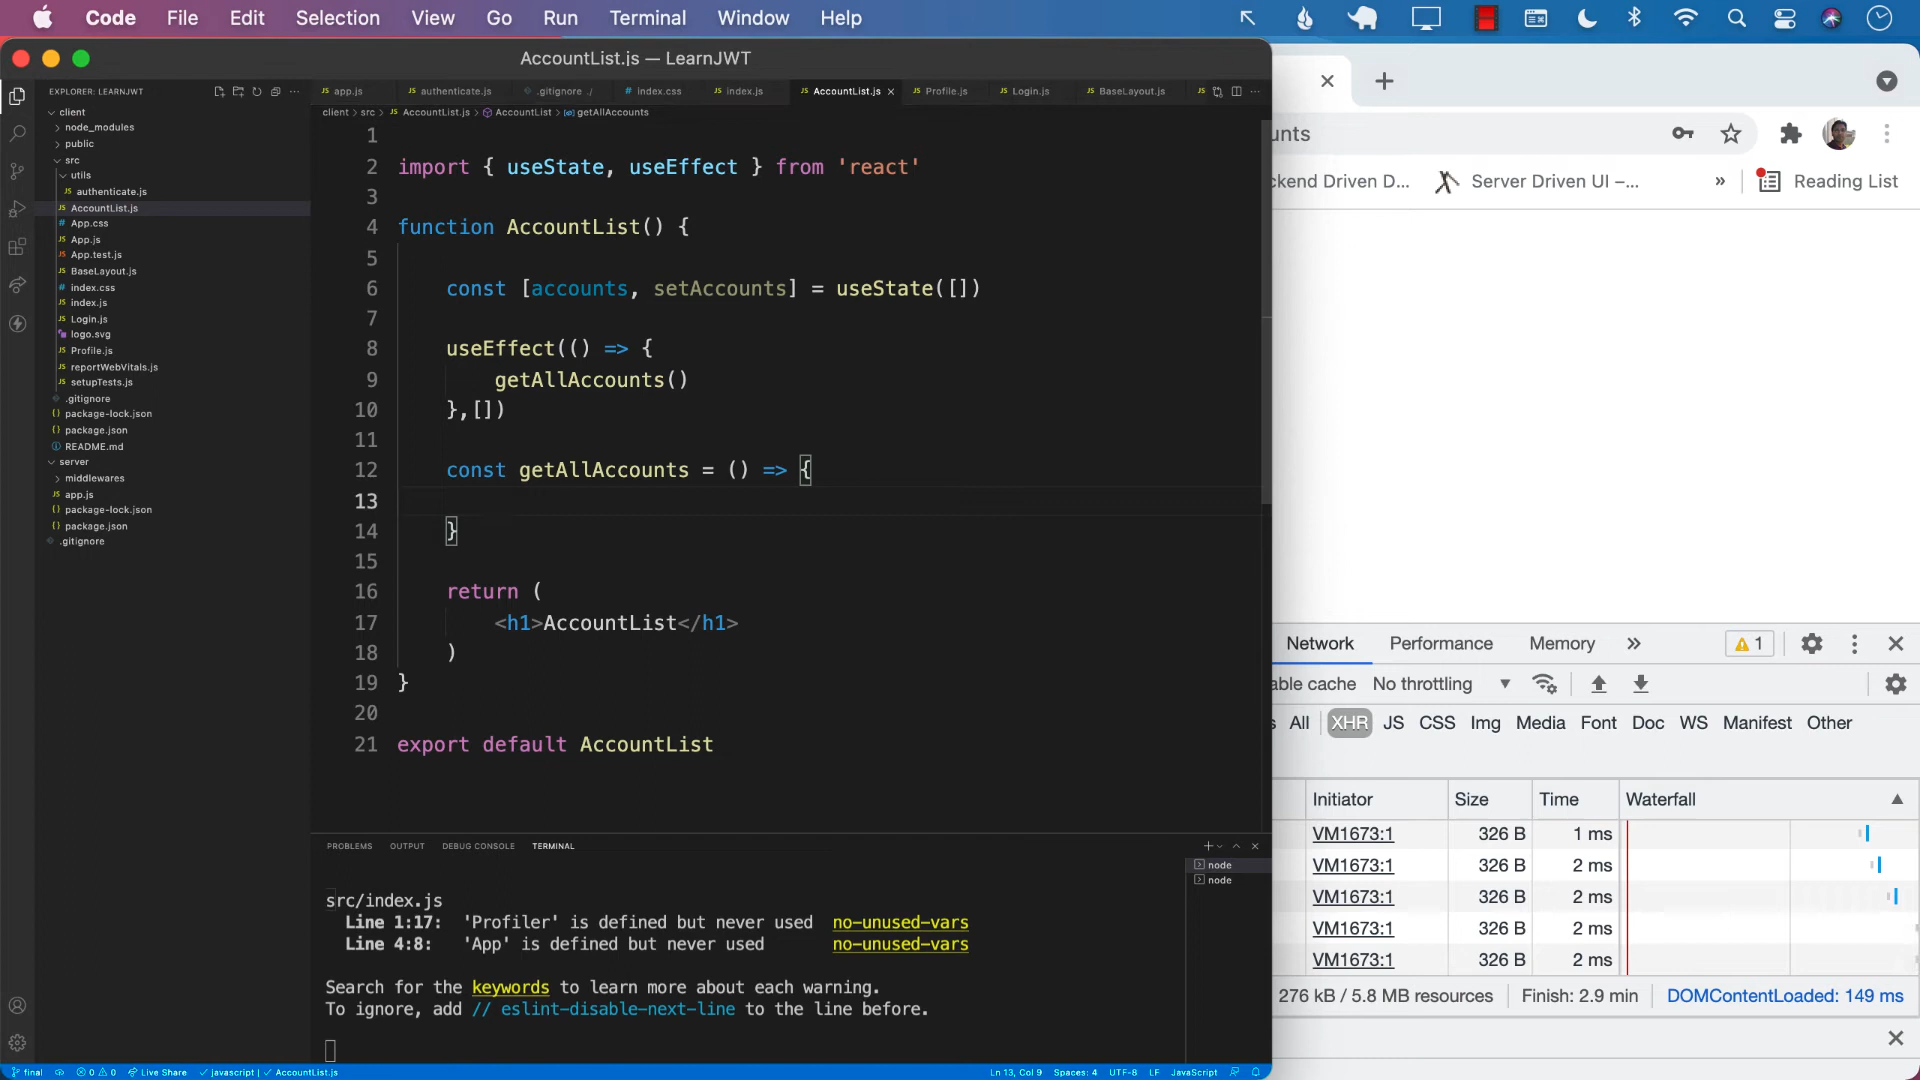 Code File Edit Selection View Go Run Terminal Window Help
AccountList.js — LearnJWT
EXPLORER: LEARNJWT
client
node_modules
public
src
utils
authenticate.js
AccountList.js
App.css
App.js
App.test.js
BaseLayout.js
index.css
index.js
Login.js
logo.svg
Profile.js
reportWebVitals.js
setupTests.js
.gitignore
package-lock.json
package.json
README.md
server
middlewares
app.js
package-lock.json
package.json
.gitignore
app.js authenticate.js .gitignore ./ index.css index.js AccountList.js Profile.js Login.js BaseLayout.js
client > src > AccountList.js > AccountList > getAllAccounts
1
2 import { useState, useEffect } from 'react'
3
4 function AccountList() {
5
6 const [accounts, setAccounts] = useState([])
7
8 useEffect(() => {
9 getAllAccounts()
10 },[])
11
12 const getAllAccounts = () => {
13
14 }
15
16 return (
17 <h1>AccountList</h1>
18 )
19 }
20
21 export default AccountList
PROBLEMS OUTPUT DEBUG CONSOLE TERMINAL
node
node
src/index.js
Line 1:17: 'Profiler' is defined but never used no-unused-vars
Line 4:8: 'App' is defined but never used no-unused-vars
Search for the keywords to learn more about each warning.
To ignore, add // eslint-disable-next-line to the line before.
final 0 0 Live Share javascript | AccountList.js Ln 13, Col 9 Spaces: 4 UTF-8 LF JavaScript
unts
ckend Driven D... Server Driven UI –... » Reading List
Network Performance Memory » 1
able cache No throttling
s All XHR JS CSS Img Media Font Doc WS Manifest Other
Initiator Size Time Waterfall
VM1673:1 326 B 1 ms
VM1673:1 326 B 2 ms
VM1673:1 326 B 2 ms
VM1673:1 326 B 2 ms
VM1673:1 326 B 2 ms
276 kB / 5.8 MB resources Finish: 2.9 min DOMContentLoaded: 149 ms